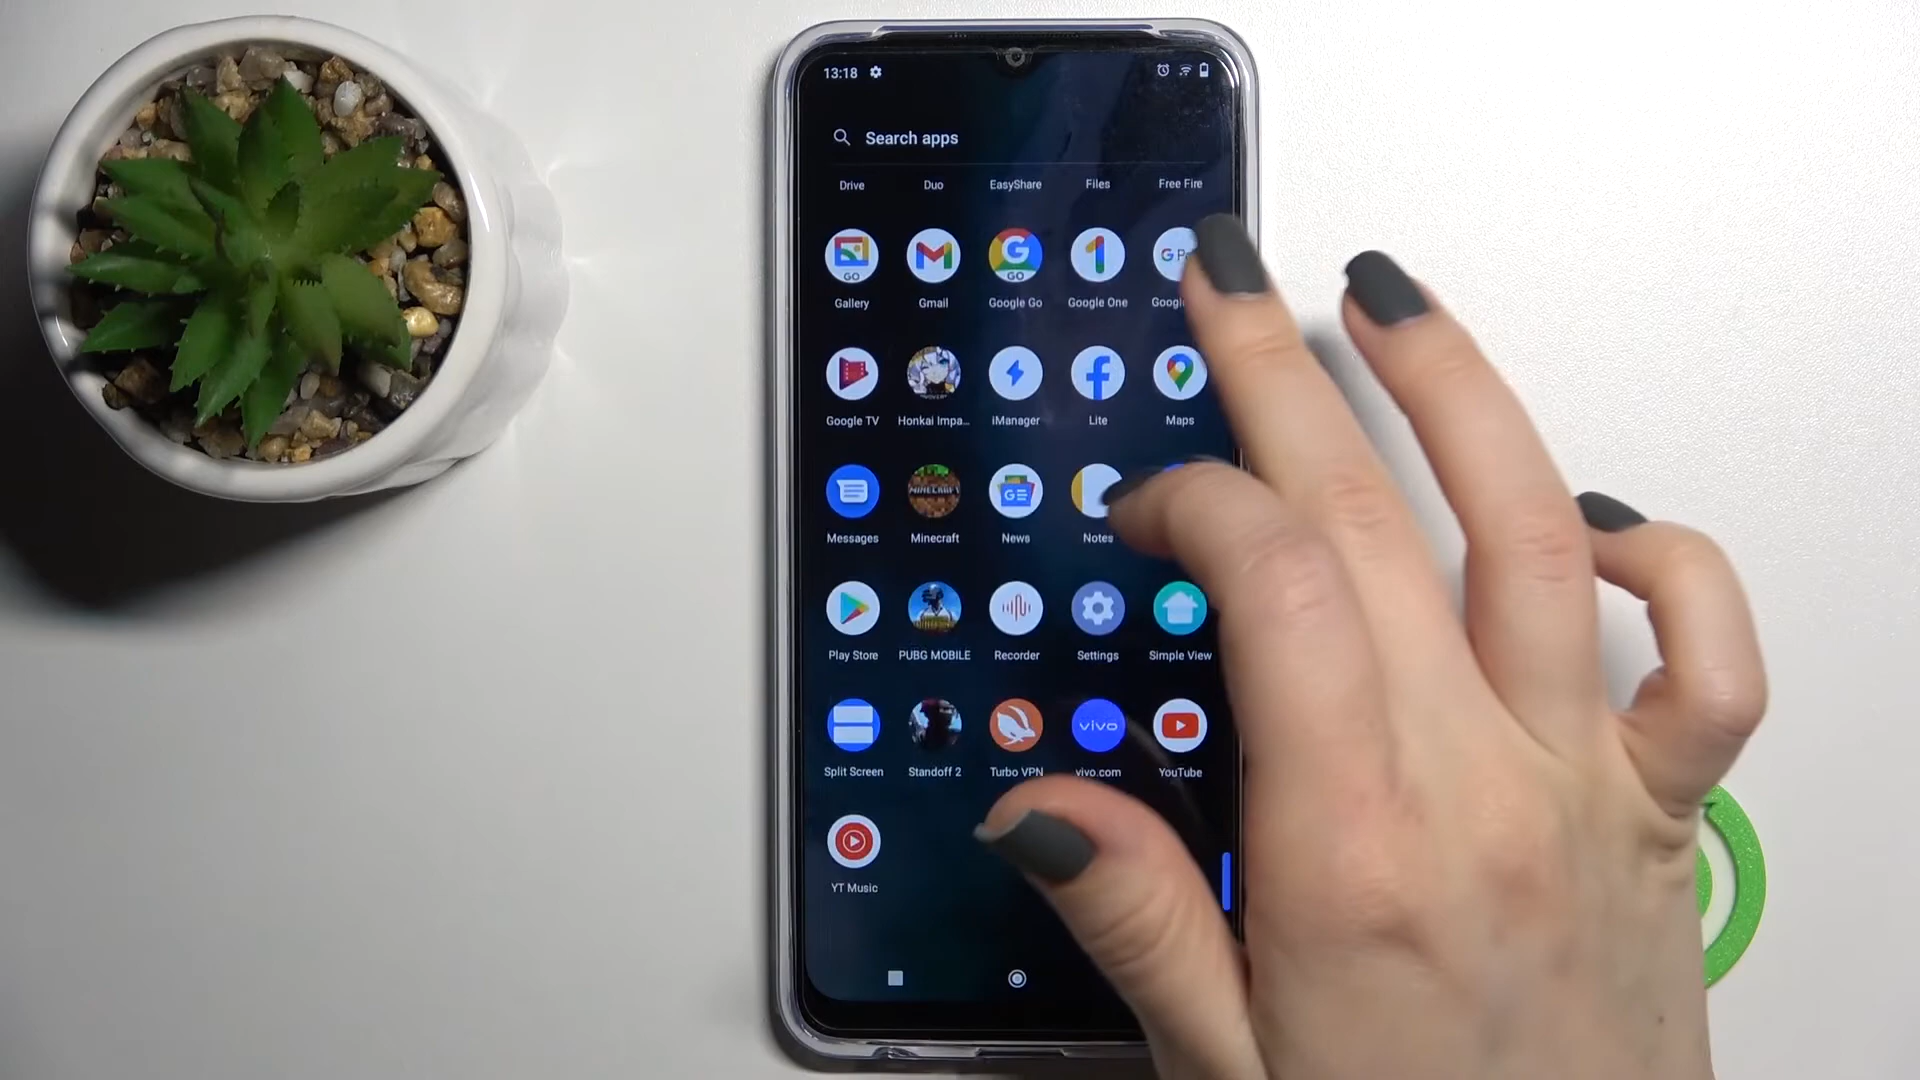 13:18
Search apps
Drive Duo EasyShare Files Free Fire
GO GO G
Gallery Gmail Google Go Google One
Google TV Honkai Impa... iManager Lite Maps
MINECRAFT GE
Messages Minecraft News Notes
Play Store PUBG MOBILE Recorder Settings Simple View
vivo
Split Screen Standoff 2 Turbo VPN vivo.com YouTube
YT Music